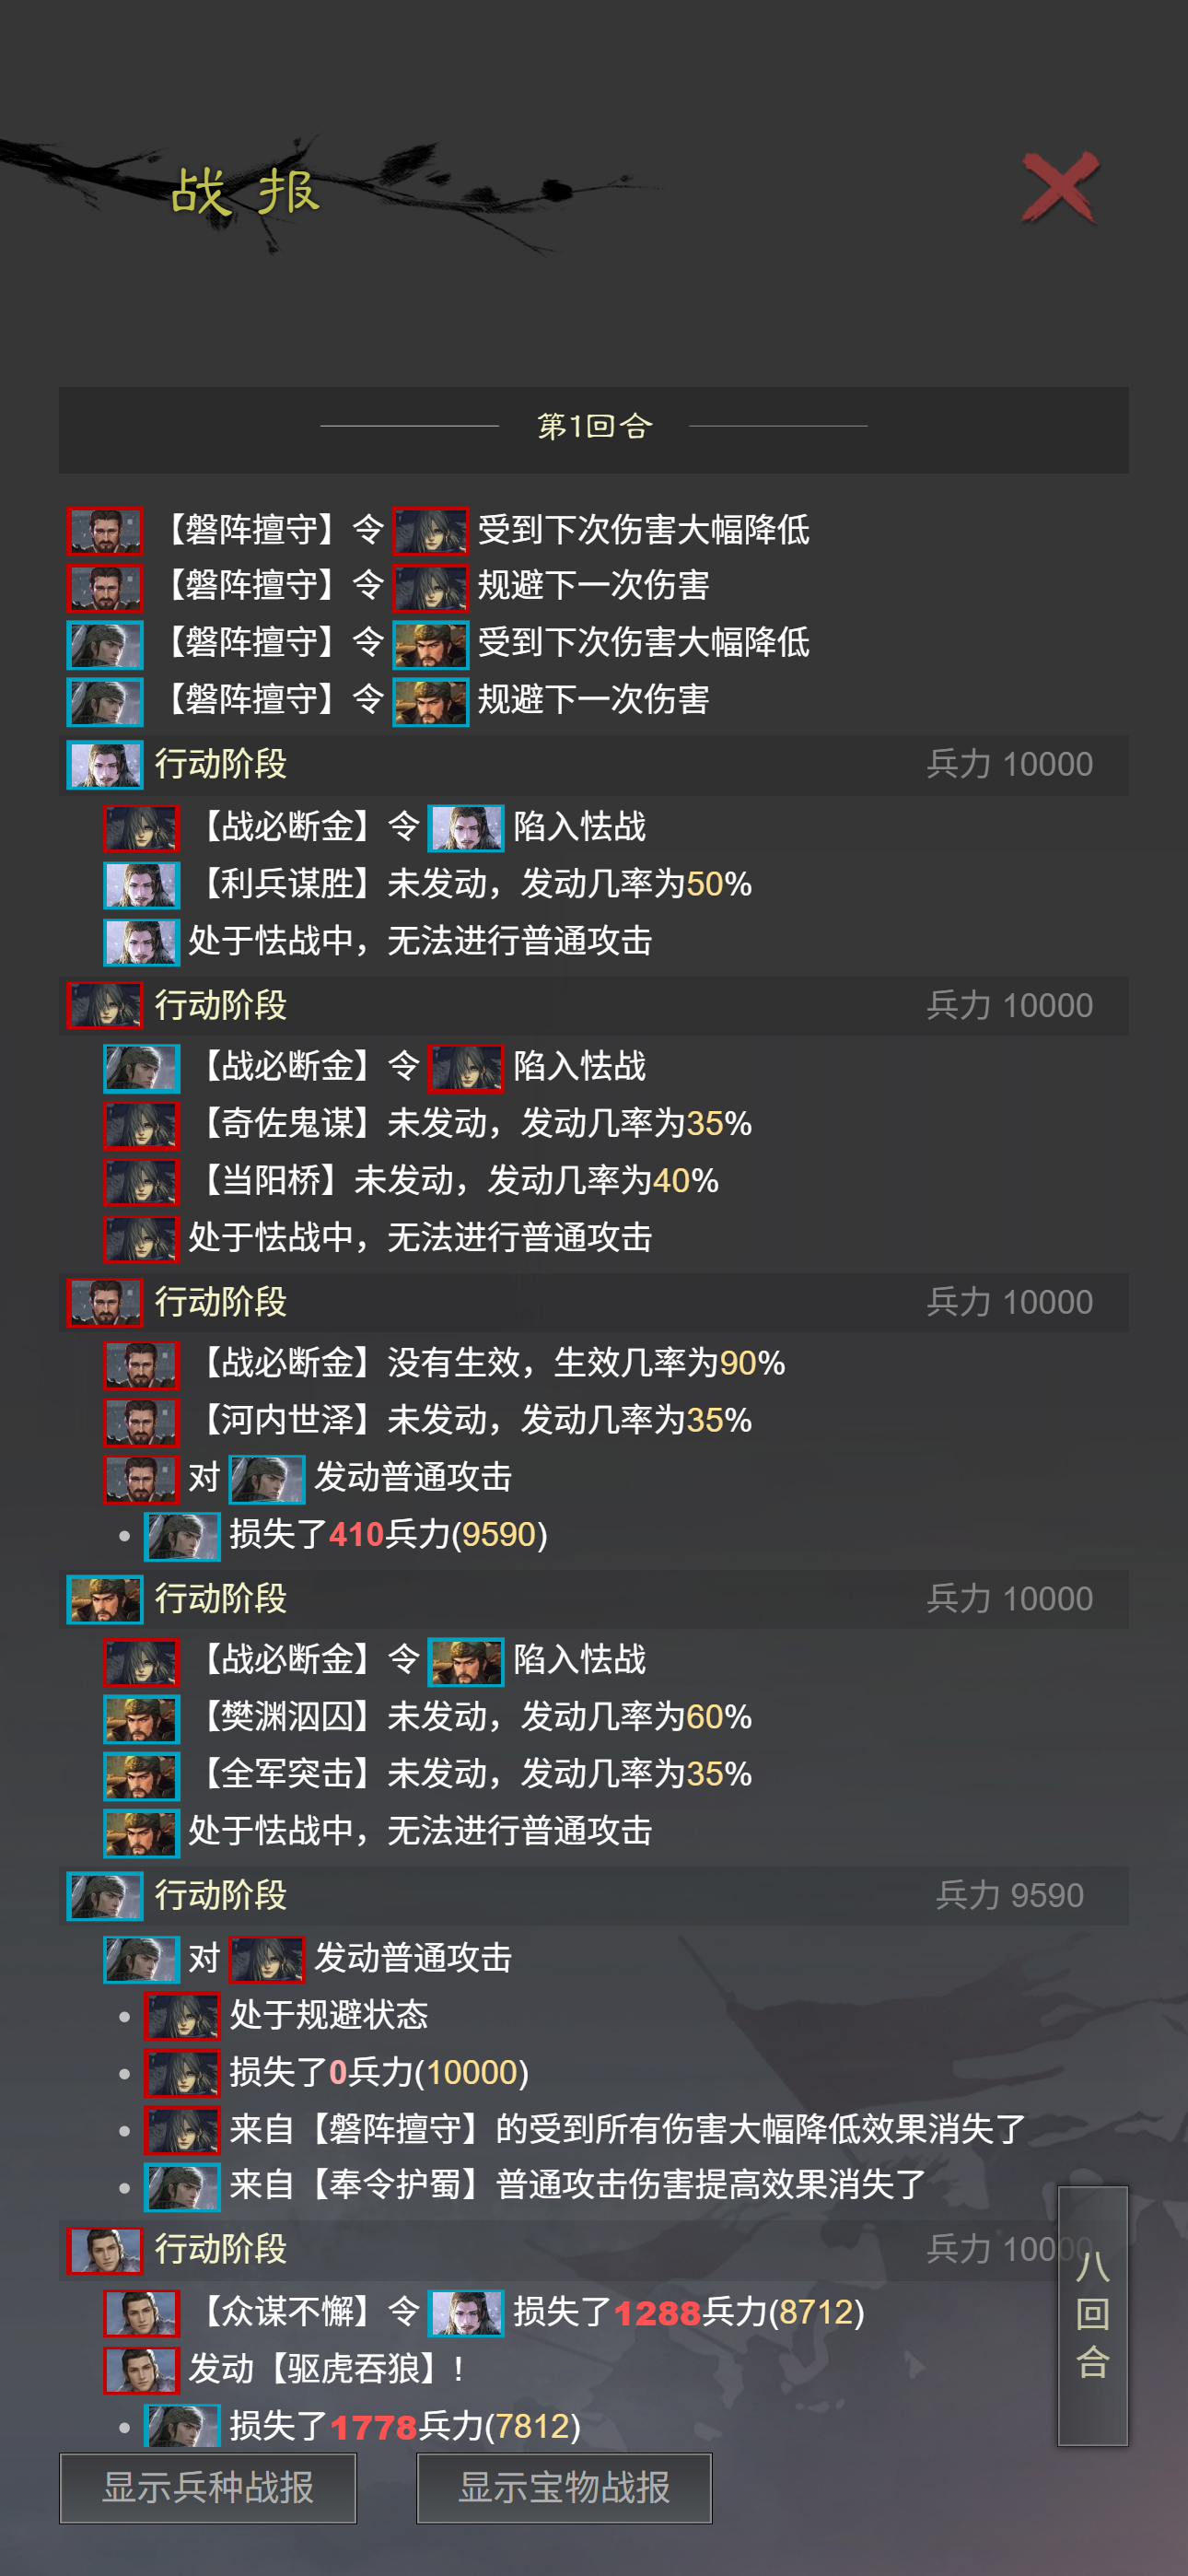 战报
第1回合
【磐阵擅守】令 受到下次伤害大幅降低
【磐阵擅守】令 规避下一次伤害
【磐阵擅守】令 受到下次伤害大幅降低
【磐阵擅守】令 规避下一次伤害
行动阶段 兵力 10000
【战必断金】令 陷入怯战
【利兵谋胜】未发动，发动几率为50%
处于怯战中，无法进行普通攻击
行动阶段 兵力 10000
【战必断金】令 陷入怯战
【奇佐鬼谋】未发动，发动几率为35%
【当阳桥】未发动，发动几率为40%
处于怯战中，无法进行普通攻击
行动阶段 兵力 10000
【战必断金】没有生效，生效几率为90%
【河内世泽】未发动，发动几率为35%
对 发动普通攻击
损失了410兵力(9590)
行动阶段 兵力 10000
【战必断金】令 陷入怯战
【樊渊泅囚】未发动，发动几率为60%
【全军突击】未发动，发动几率为35%
处于怯战中，无法进行普通攻击
行动阶段 兵力 9590
对 发动普通攻击
处于规避状态
损失了0兵力(10000)
来自【磐阵擅守】的受到所有伤害大幅降低效果消失了
来自【奉令护蜀】普通攻击伤害提高效果消失了
行动阶段 兵力 10000
【众谋不懈】令 损失了1288兵力(8712)
发动【驱虎吞狼】!
损失了1778兵力(7812)
八回合
显示兵种战报 显示宝物战报